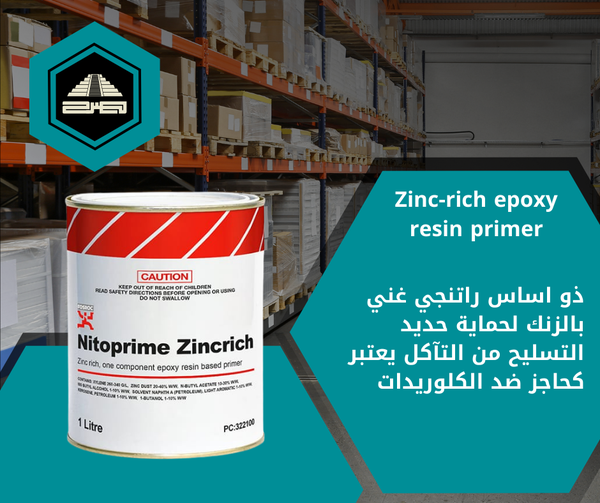 Zinc-rich epoxy
resin primer
ذو اساس راتنجي غني
بالزنك لحماية حديد
التسليح من التآكل يعتبر
كحاجز ضد الكلوريدات
CAUTION
KEEP OUT OF REACH OF CHILDREN
READ SAFETY DIRECTIONS BEFORE OPENING OR USING
DO NOT SWALLOW
Nitoprime Zincrich
Zinc rich, one component epoxy resin based primer
1 Litre
PC:322100